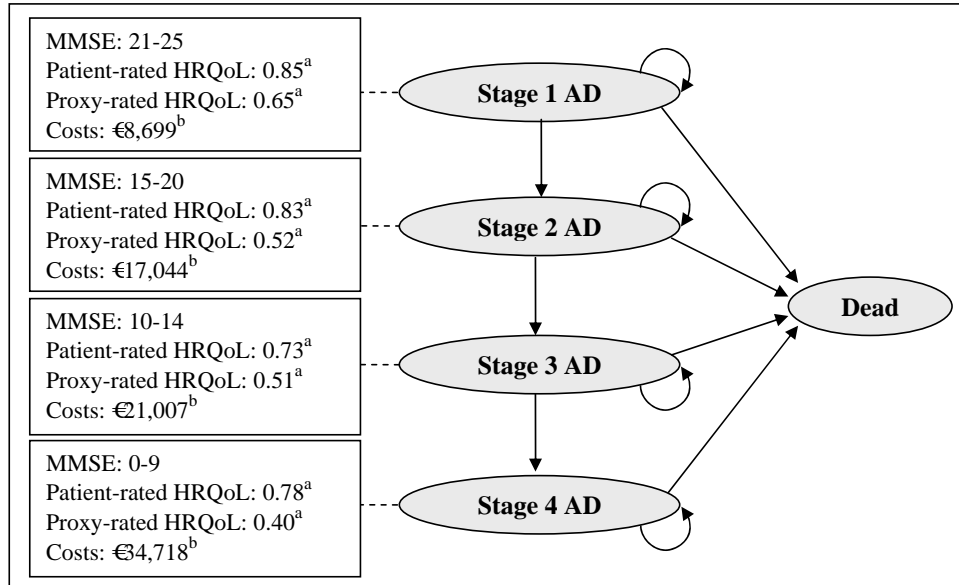 MMSE: 21-25
Patient-rated HRQoL: 0.85ᵃ
Proxy-rated HRQoL: 0.65ᵃ
Costs: €8,699ᵇ
Stage 1 AD
MMSE: 15-20
Patient-rated HRQoL: 0.83ᵃ
Proxy-rated HRQoL: 0.52ᵃ
Costs: €17,044ᵇ
Stage 2 AD
Dead
MMSE: 10-14
Patient-rated HRQoL: 0.73ᵃ
Proxy-rated HRQoL: 0.51ᵃ
Costs: €21,007ᵇ
Stage 3 AD
MMSE: 0-9
Patient-rated HRQoL: 0.78ᵃ
Proxy-rated HRQoL: 0.40ᵃ
Costs: €34,718ᵇ
Stage 4 AD